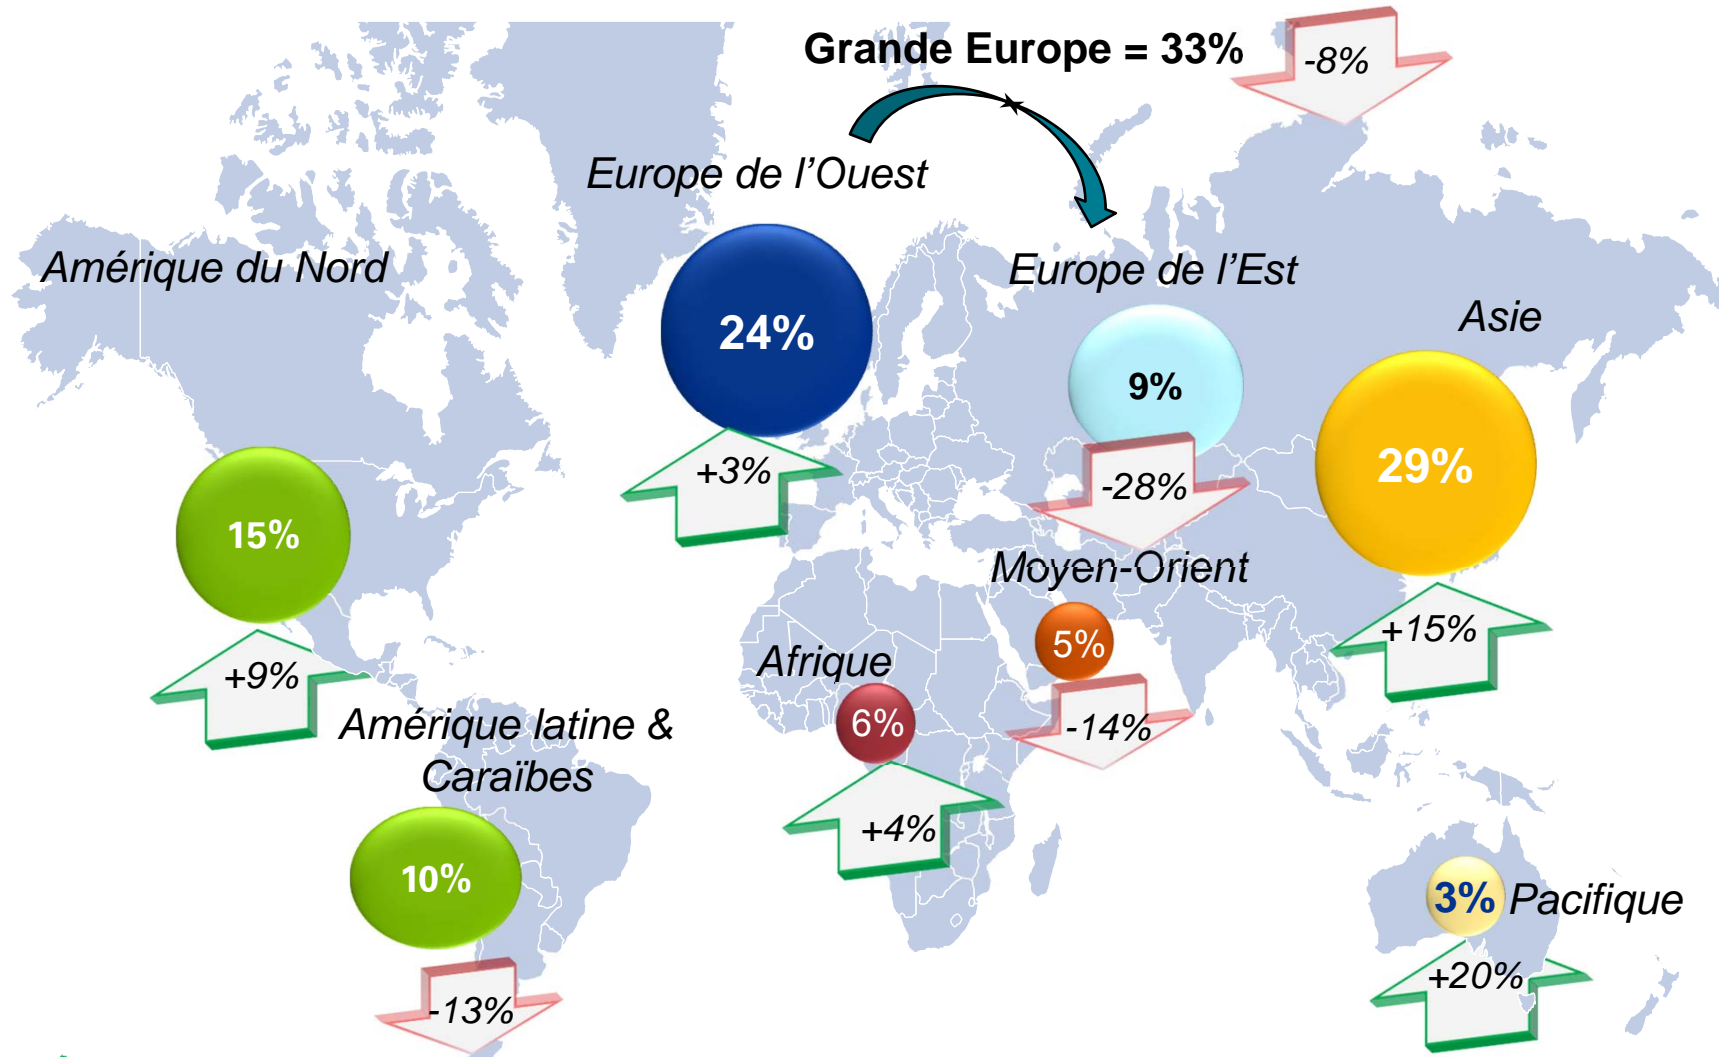 Grande Europe = 33%
-8%
Europe de l’Ouest
Amérique du Nord
Europe de l’Est
Asie
24%
9%
29%
+3%
-28%
15%
Moyen-Orient
+15%
5%
Afrique
+9%
6%
-14%
Amérique latine &
Caraïbes
+4%
10%
3% Pacifique
+20%
-13%